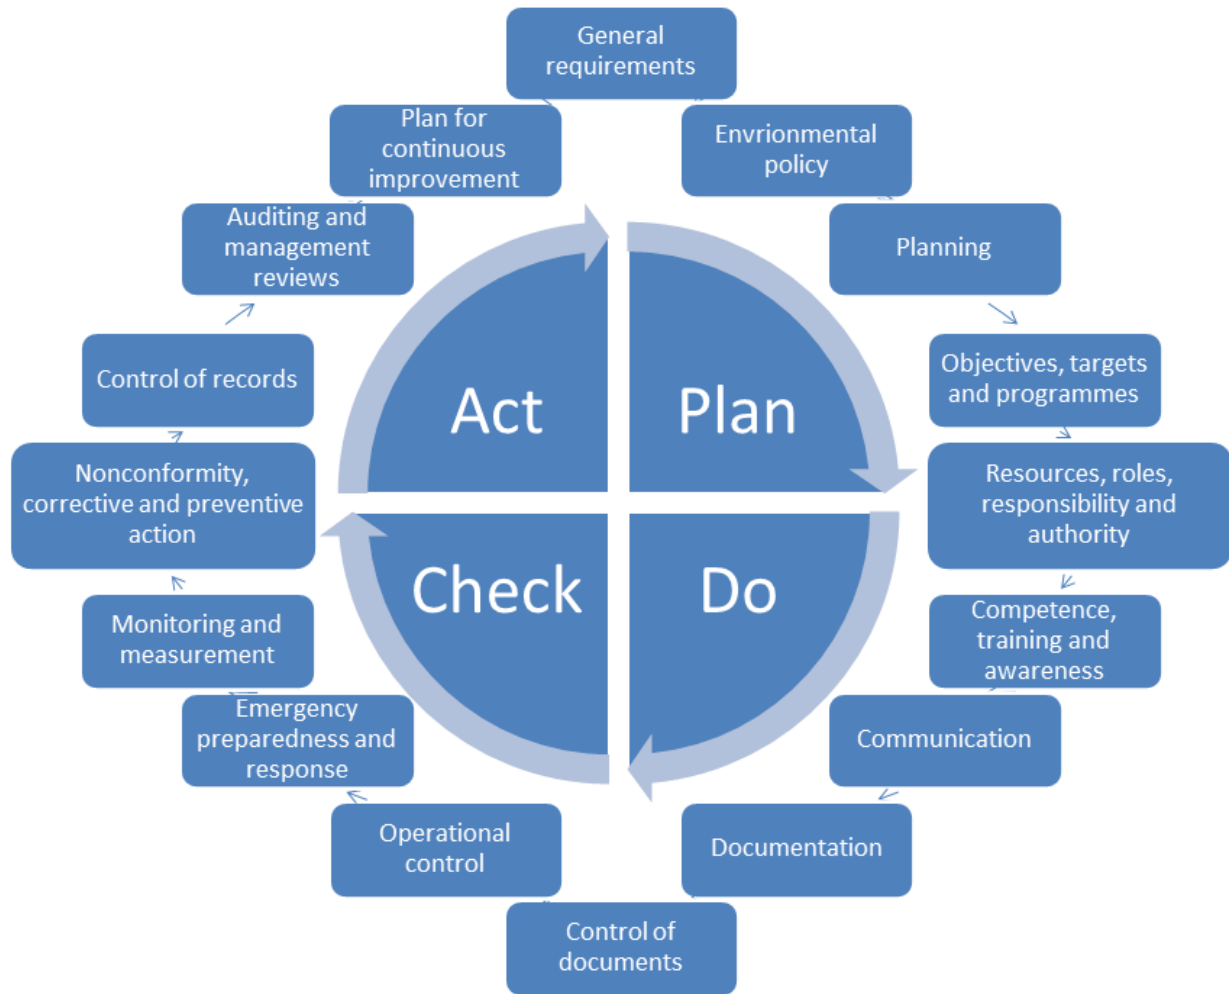 General
requirements
Envrionmental
policy
Planning
Objectives, targets
and programmes
Resources, roles,
responsibility and
authority
Competence,
training and
awareness
Communication
Documentation
Control of
documents
Operational
control
Emergency
preparedness and
response
Monitoring and
measurement
Nonconformity,
corrective and preventive
action
Control of records
Auditing and
management
reviews
Plan for
continuous
improvement
Act
Plan
Check
Do